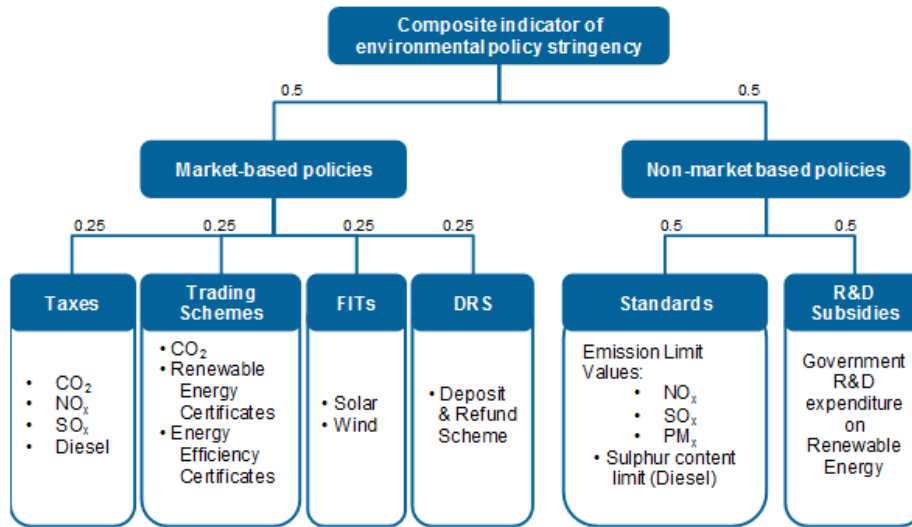 Composite indicator of
environmental policy stringency
0.5
0.5
Market-based policies
Non-market based policies
0.25
0.25
0.25
0.25
0.5
0.5
Taxes
• CO₂
• NOₓ
• SOₓ
• Diesel
Trading
Schemes
• CO₂
• Renewable
Energy
Certificates
• Energy
Efficiency
Certificates
FITs
• Solar
• Wind
DRS
• Deposit
& Refund
Scheme
Standards
Emission Limit
Values:
• NOₓ
• SOₓ
• PMₓ
• Sulphur content
limit (Diesel)
R&D
Subsidies
Government
R&D
expenditure
on
Renewable
Energy